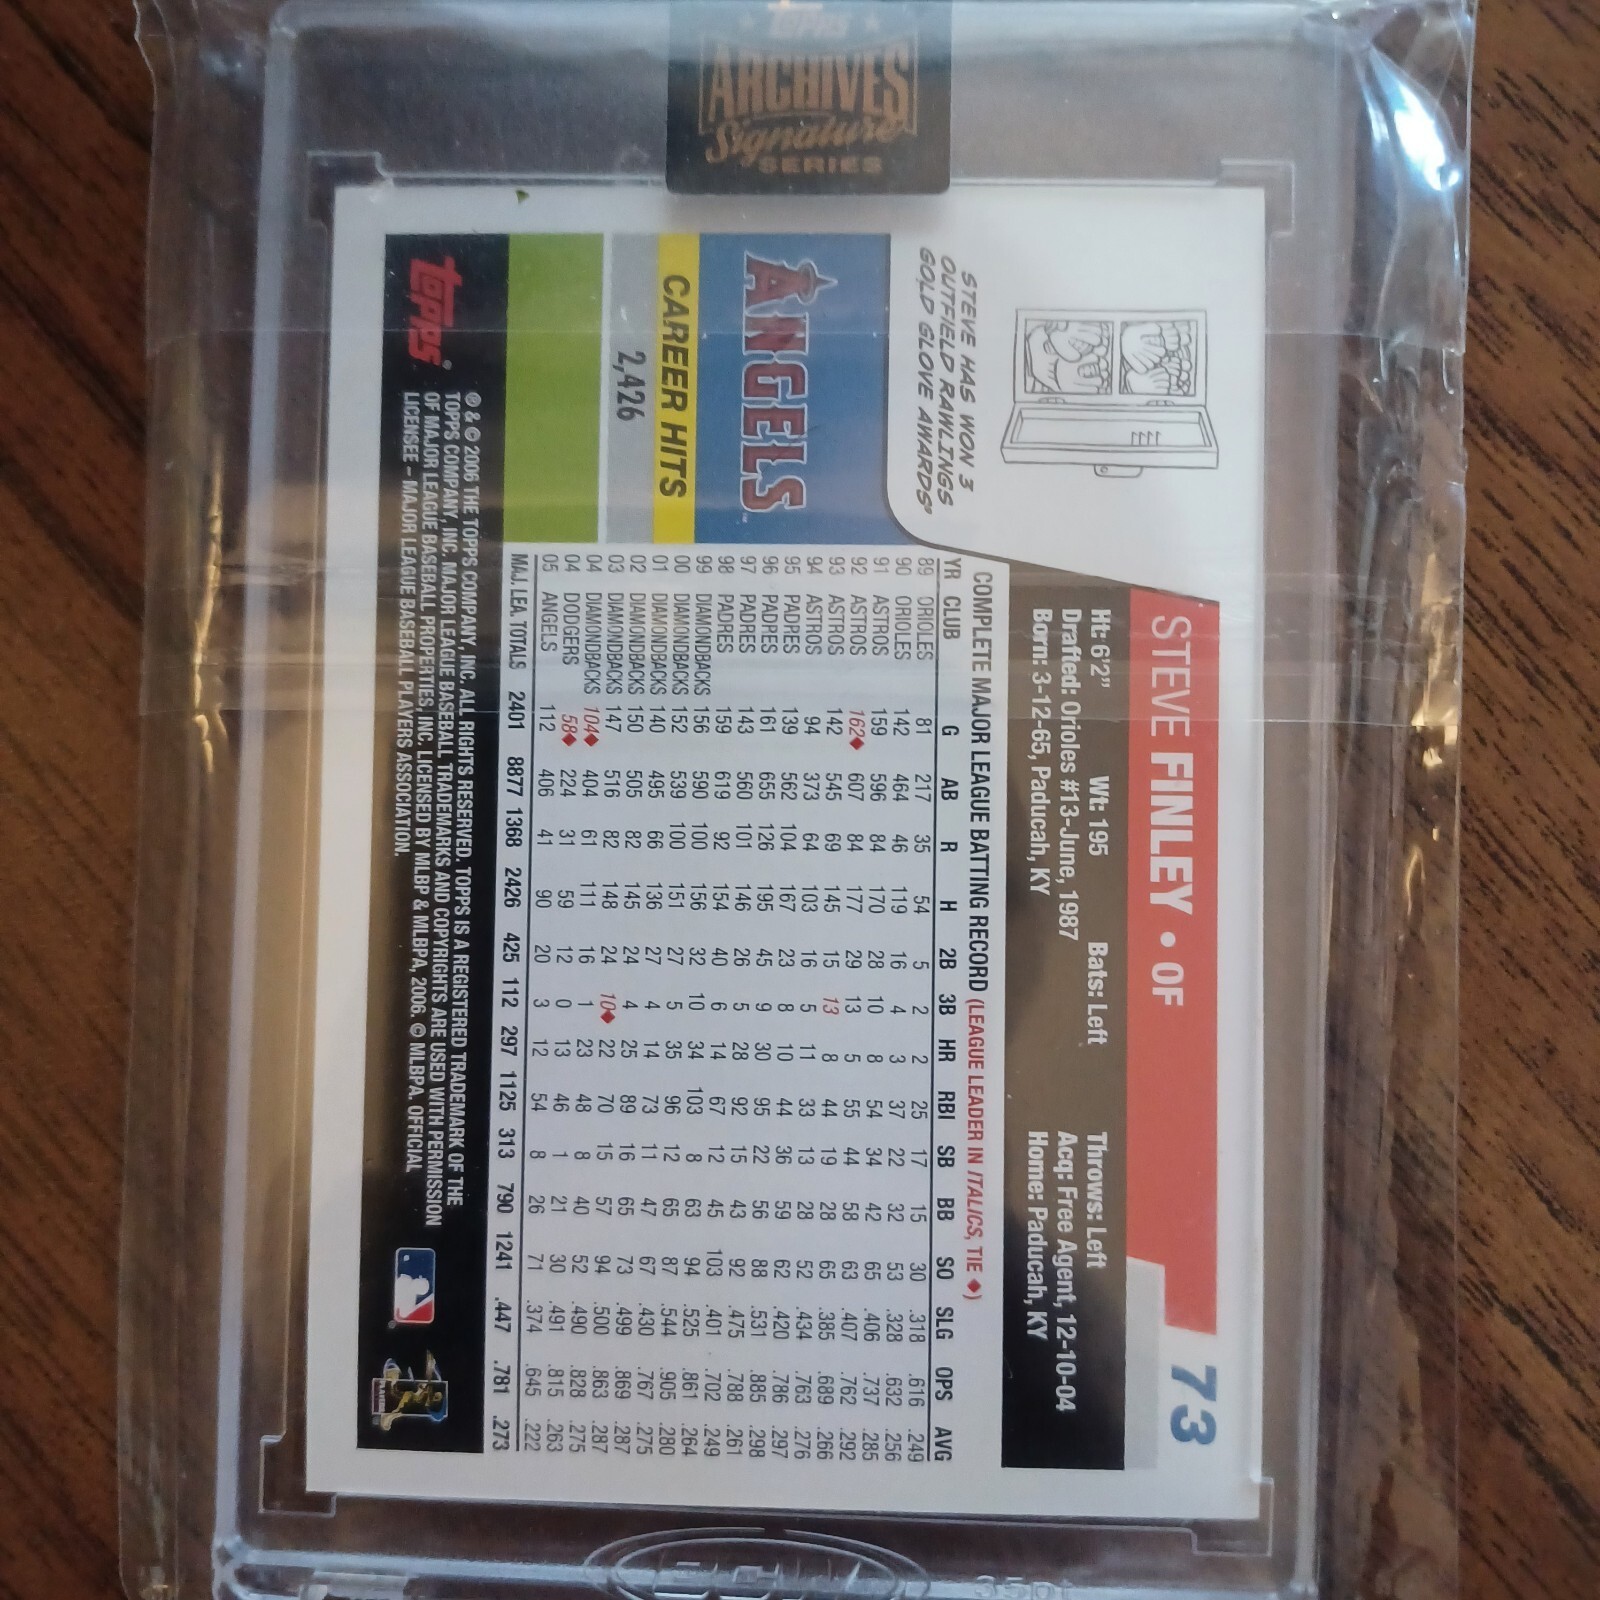 TOPPS
ARCHIVES
Signature
SERIES
STEVE FINLEY • OF
73
Ht: 6'2" Wt: 195 Bats: Left Throws: Left
Drafted: Orioles #13-June, 1987 Acq: Free Agent, 12-10-04
Born: 3-12-65, Paducah, KY Home: Paducah, KY
STEVE HAS WON 3
OUTFIELD RAWLINGS
GOLD GLOVE AWARDS®
COMPLETE MAJOR LEAGUE BATTING RECORD (LEAGUE LEADER IN ITALICS, TIE ♦)
YR CLUB G AB R H 2B 3B HR RBI SB BB SO SLG OPS AVG
89 ORIOLES 81 217 35 54 5 2 2 25 17 15 30 .318 .616 .249
90 ORIOLES 142 464 46 119 16 4 3 37 22 32 53 .328 .632 .256
91 ASTROS 159 596 84 170 28 10 8 54 34 42 65 .406 .737 .285
92 ASTROS 162♦ 607 84 177 29 13 5 55 44 58 63 .407 .762 .292
93 ASTROS 142 545 69 145 15 13 8 44 19 28 65 .385 .689 .266
94 ASTROS 94 373 64 103 16 5 11 33 13 28 52 .434 .763 .276
95 PADRES 139 562 104 167 23 8 10 44 36 59 62 .420 .786 .297
96 PADRES 161 655 126 195 45 9 30 95 22 56 88 .531 .885 .298
97 PADRES 143 560 101 146 26 5 28 92 15 43 92 .475 .788 .261
98 PADRES 159 619 92 154 40 6 14 67 12 45 103 .401 .702 .249
99 DIAMONDBACKS 156 590 100 156 32 10 34 103 8 63 94 .525 .861 .264
00 DIAMONDBACKS 152 539 100 151 27 5 35 96 12 65 87 .544 .905 .280
01 DIAMONDBACKS 140 495 66 136 27 4 14 73 11 47 67 .430 .767 .275
02 DIAMONDBACKS 150 505 82 145 24 4 25 89 16 65 73 .499 .869 .287
03 DIAMONDBACKS 147 516 82 148 24 10♦ 22 70 15 57 94 .500 .863 .287
04 DIAMONDBACKS 104♦ 404 61 111 16 1 23 48 8 40 52 .490 .828 .275
04 DODGERS 58♦ 224 31 59 12 0 13 46 1 21 30 .491 .815 .263
05 ANGELS 112 406 41 90 20 3 12 54 8 26 71 .374 .645 .222
MAJ. LEA. TOTALS 2401 8877 1368 2426 425 112 297 1125 313 790 1241 .447 .781 .273
ANGELS™
CAREER HITS
2,426
topps®
® & © 2006 THE TOPPS COMPANY, INC. ALL RIGHTS RESERVED. TOPPS IS A REGISTERED TRADEMARK OF THE
TOPPS COMPANY, INC. MAJOR LEAGUE BASEBALL TRADEMARKS AND COPYRIGHTS ARE USED WITH PERMISSION
OF MAJOR LEAGUE BASEBALL PROPERTIES, INC. LICENSED BY MLBP & MLBPA, 2006. © MLBPA. OFFICIAL
LICENSEE – MAJOR LEAGUE BASEBALL PLAYERS ASSOCIATION.
35pt